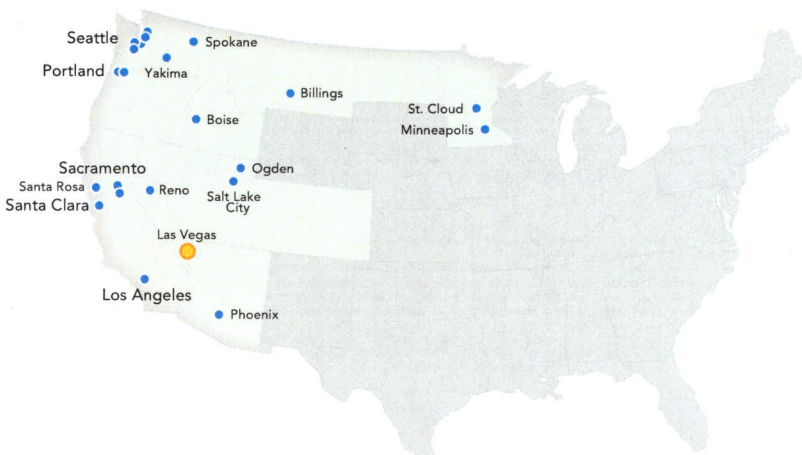 Seattle
Spokane
Portland
Yakima
Billings
St. Cloud
Boise
Minneapolis
Sacramento
Ogden
Santa Rosa
Reno
Salt Lake
City
Santa Clara
Las Vegas
Los Angeles
Phoenix